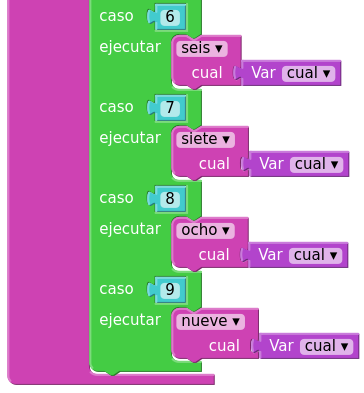 caso 6
ejecutar seis ▾
cual Var cual ▾
caso 7
ejecutar siete ▾
cual Var cual ▾
caso 8
ejecutar ocho ▾
cual Var cual ▾
caso 9
ejecutar nueve ▾
cual Var cual ▾